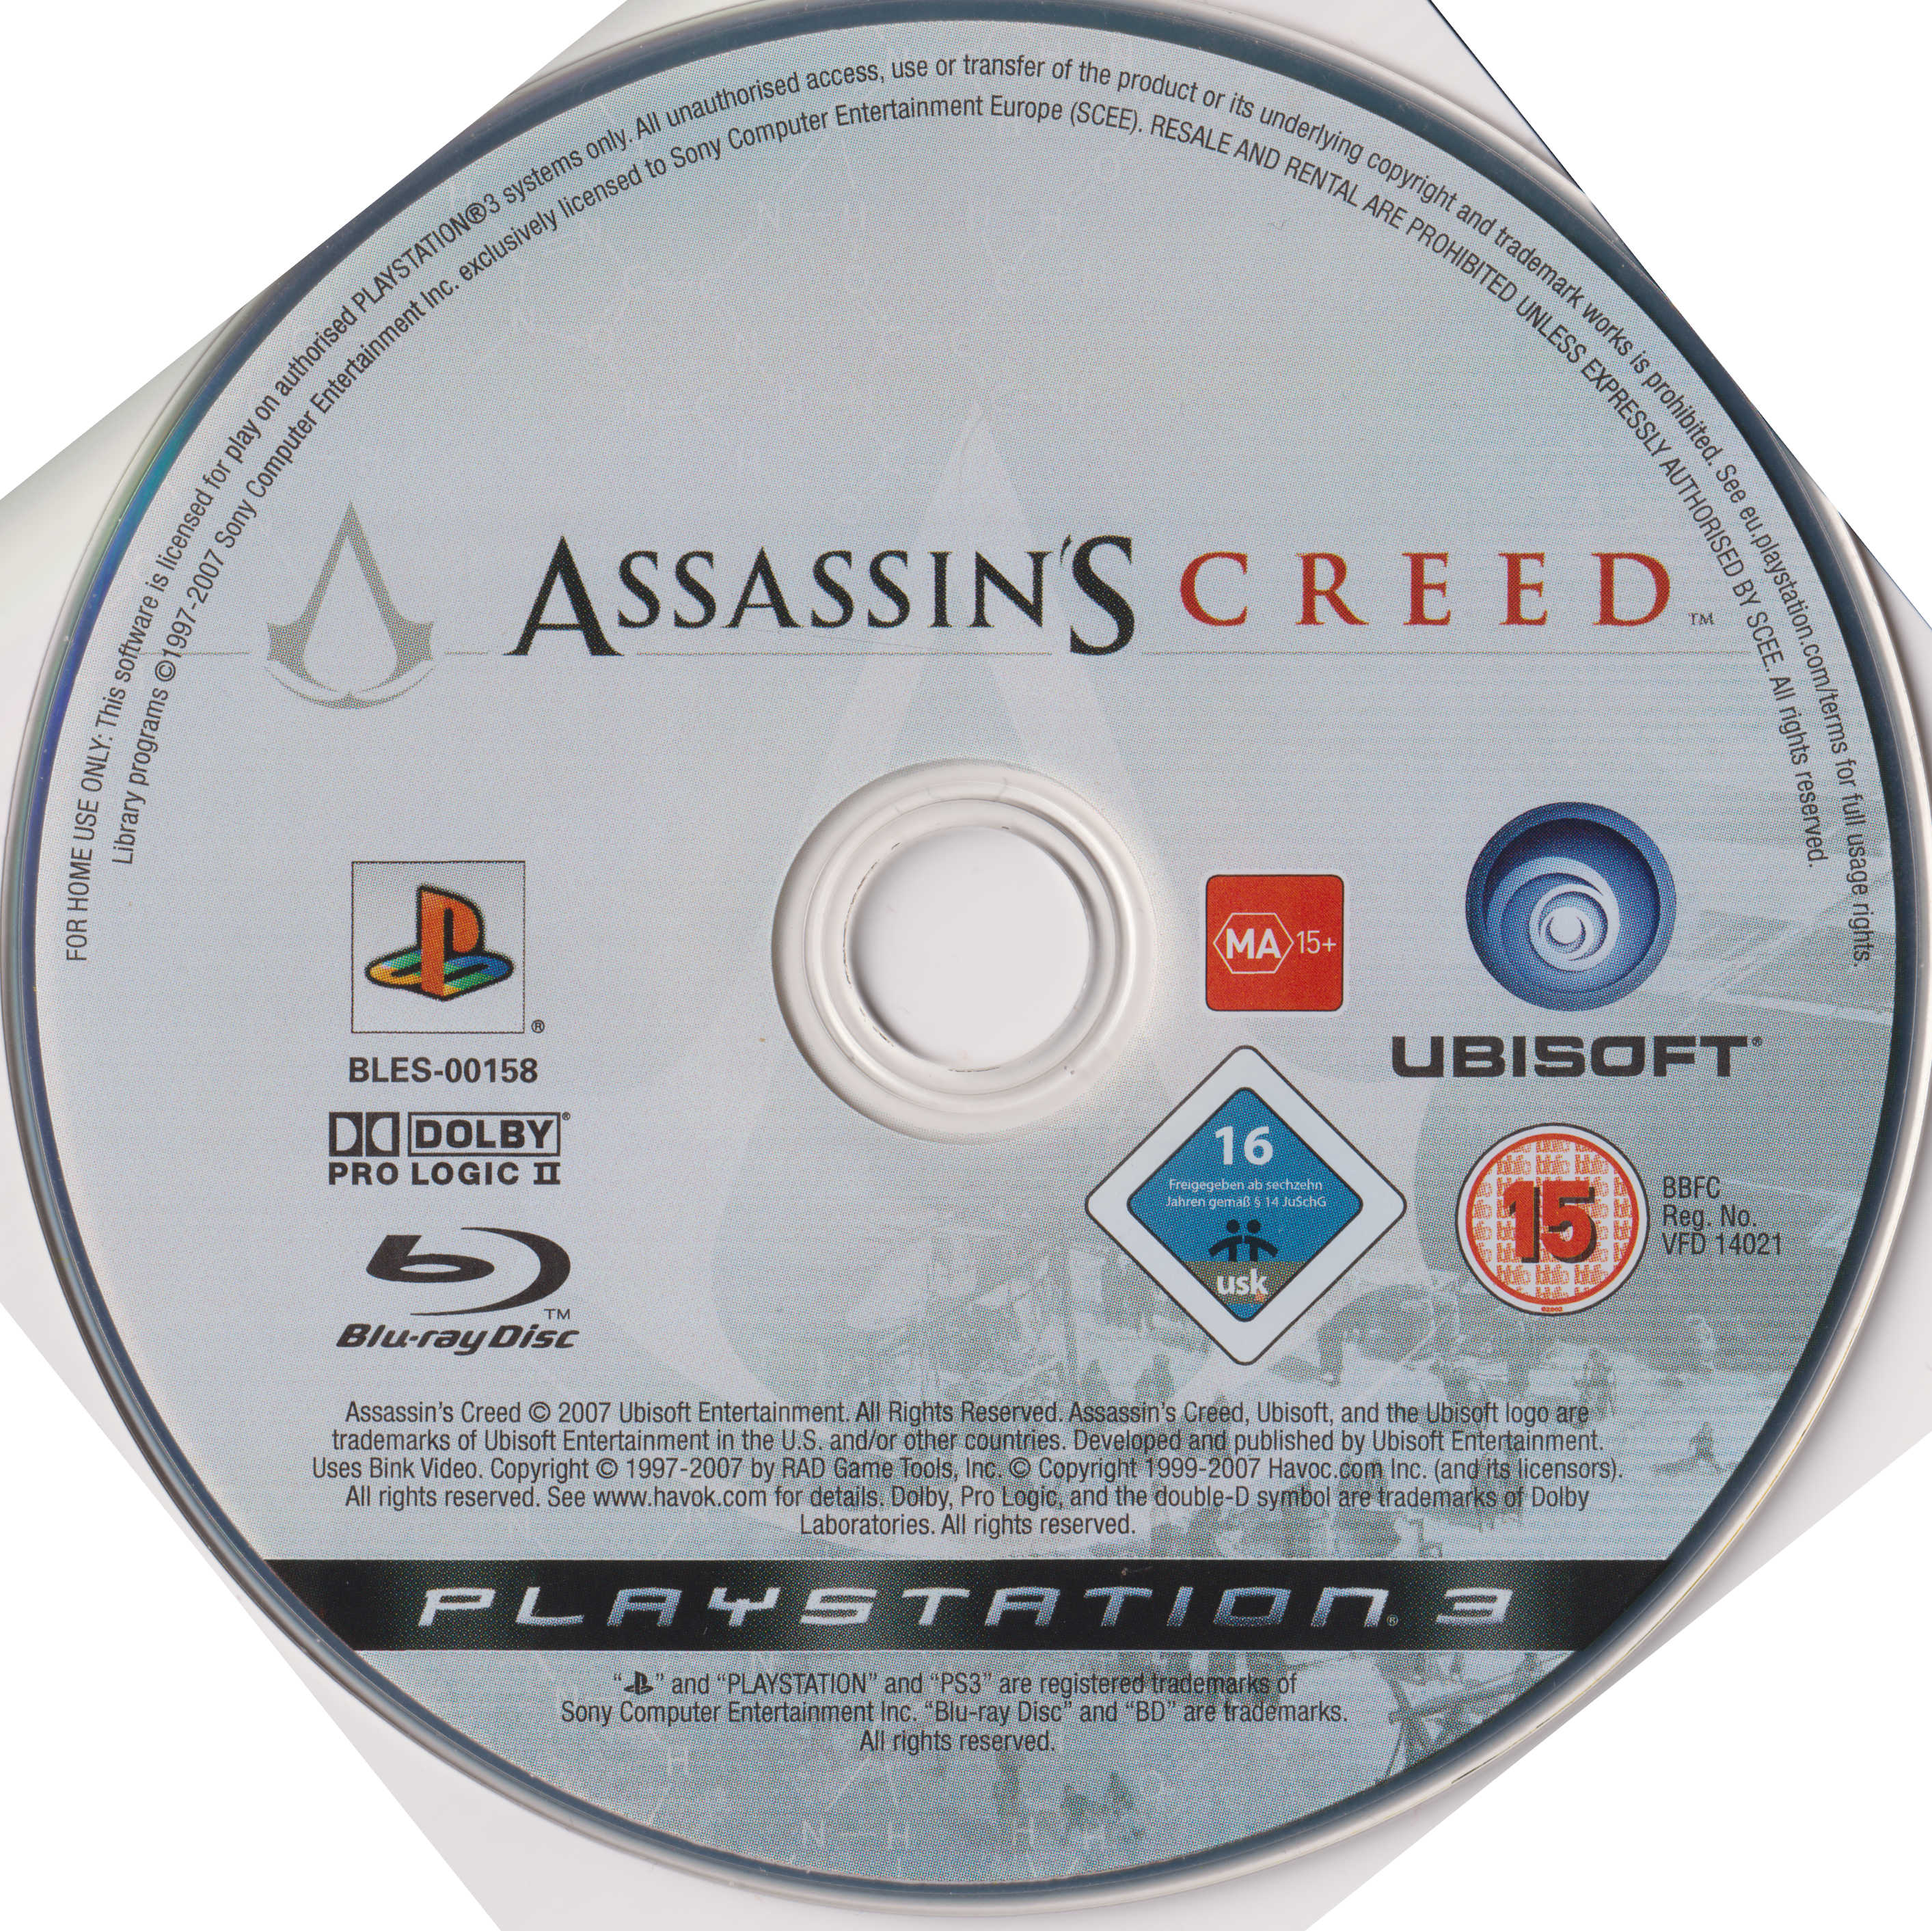 FOR HOME USE ONLY: This software is licensed for play on authorised PLAYSTATION®3 systems only. All unauthorised access, use or transfer of the product or its underlying copyright and trademark works is prohibited. See eu.playstation.com/terms for full usage rights.
Library programs ©1997-2007 Sony Computer Entertainment Inc. exclusively licensed to Sony Computer Entertainment Europe (SCEE). RESALE AND RENTAL ARE PROHIBITED UNLESS EXPRESSLY AUTHORISED BY SCEE. All rights reserved.
ASSASSIN'S CREED™
®
BLES-00158
DOLBY®
PRO LOGIC II
™
Blu-ray Disc
MA 15+
UBISOFT®
16
Freigegeben ab sechzehn
Jahren gemäß § 14 JuSchG
usk
15
BBFC
Reg. No.
VFD 14021
Assassin's Creed © 2007 Ubisoft Entertainment. All Rights Reserved. Assassin's Creed, Ubisoft, and the Ubisoft logo are
trademarks of Ubisoft Entertainment in the U.S. and/or other countries. Developed and published by Ubisoft Entertainment.
Uses Bink Video. Copyright © 1997-2007 by RAD Game Tools, Inc. © Copyright 1999-2007 Havoc.com Inc. (and its licensors).
All rights reserved. See www.havok.com for details. Dolby, Pro Logic, and the double-D symbol are trademarks of Dolby
Laboratories. All rights reserved.
PLAYSTATION®3
“ ” and “PLAYSTATION” and “PS3” are registered trademarks of
Sony Computer Entertainment Inc. “Blu-ray Disc” and “BD” are trademarks.
All rights reserved.